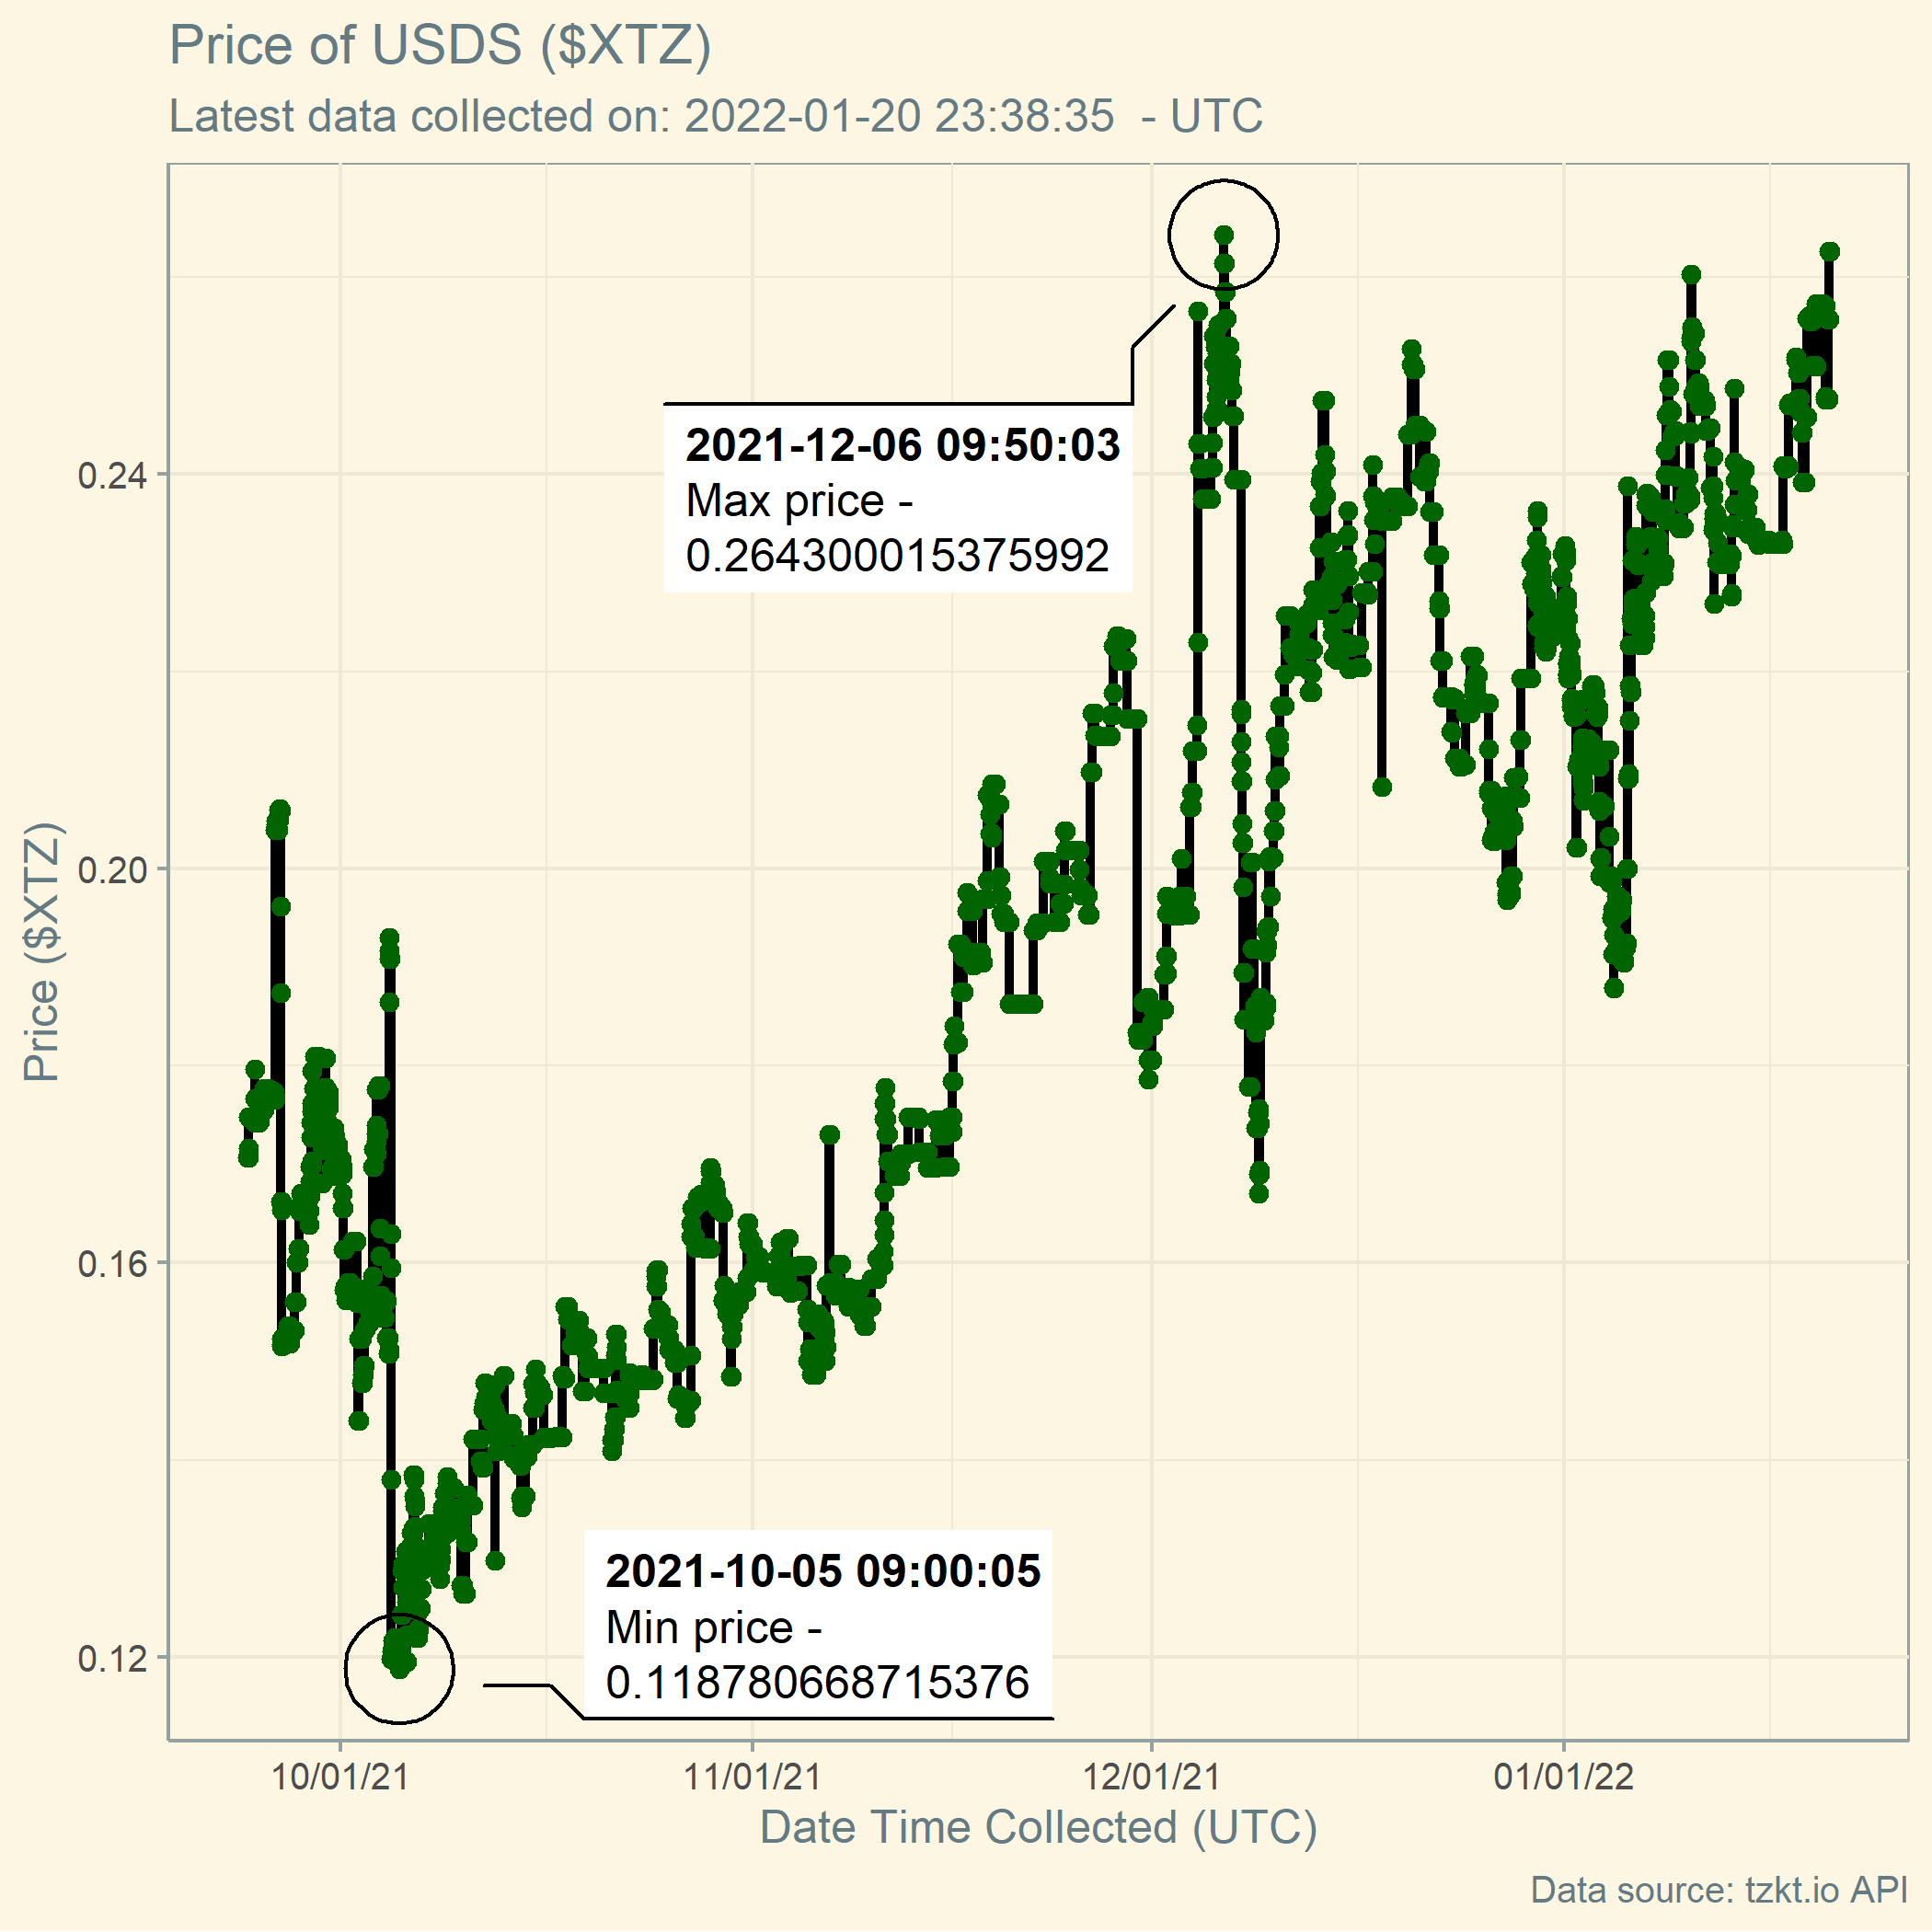 Price of USDS ($XTZ)
Latest data collected on: 2022-01-20 23:38:35  - UTC
2021-12-06 09:50:03
Max price -
0.264300015375992
0.24
0.20
0.16
0.12
Price ($XTZ)
2021-10-05 09:00:05
Min price -
0.118780668715376
10/01/21
11/01/21
12/01/21
01/01/22
Date Time Collected (UTC)
Data source: tzkt.io API